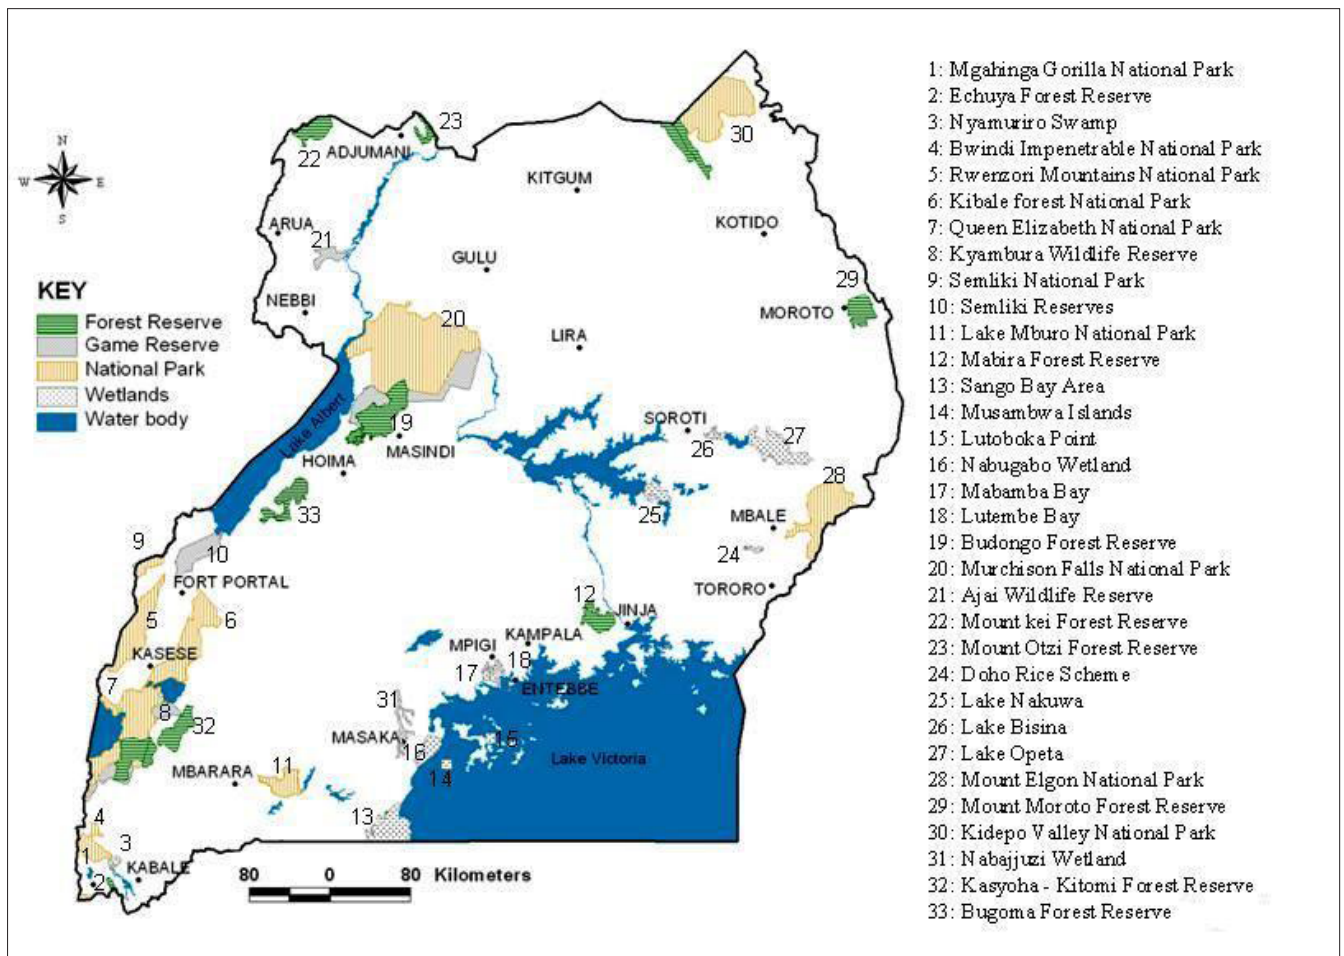 1: Mgahinga Gorilla National Park
2: Echuya Forest Reserve
3: Nyamuriro Swamp
4: Bwindi Impenetrable National Park
5: Rwenzori Mountains National Park
6: Kibale forest National Park
7: Queen Elizabeth National Park
8: Kyambura Wildlife Reserve
9: Semliki National Park
10: Semliki Reserves
11: Lake Mburo National Park
12: Mabira Forest Reserve
13: Sango Bay Area
14: Musambwa Islands
15: Lutoboka Point
16: Nabugabo Wetland
17: Mabamba Bay
18: Lutembe Bay
19: Budongo Forest Reserve
20: Murchison Falls National Park
21: Ajai Wildlife Reserve
22: Mount kei Forest Reserve
23: Mount Otzi Forest Reserve
24: Doho Rice Scheme
25: Lake Nakuwa
26: Lake Bisina
27: Lake Opeta
28: Mount Elgon National Park
29: Mount Moroto Forest Reserve
30: Kidepo Valley National Park
31: Nabajjuzi Wetland
32: Kasyoha - Kitomi Forest Reserve
33: Bugoma Forest Reserve
N
W
E
S
KEY
Forest Reserve
Game Reserve
National Park
Wetlands
Water body
23
22
ADJUMANI
30
KITGUM
ARUA
21
KOTIDO
GULU
29
NEBBI
20
MOROTO
LIRA
Lake Albert
19
MASINDI
SOROTI
26
27
HOIMA
28
33
25
MBALE
9
10
24
FORT PORTAL
TORORO
12
JINJA
5
6
KAMPALA
MPIGI
18
KASESE
17
ENTEBBE
7
8
32
31
MASAKA
16
15
Lake Victoria
14
MBARARA
11
13
4
3
1
KABALE
2
80
0
80
Kilometers